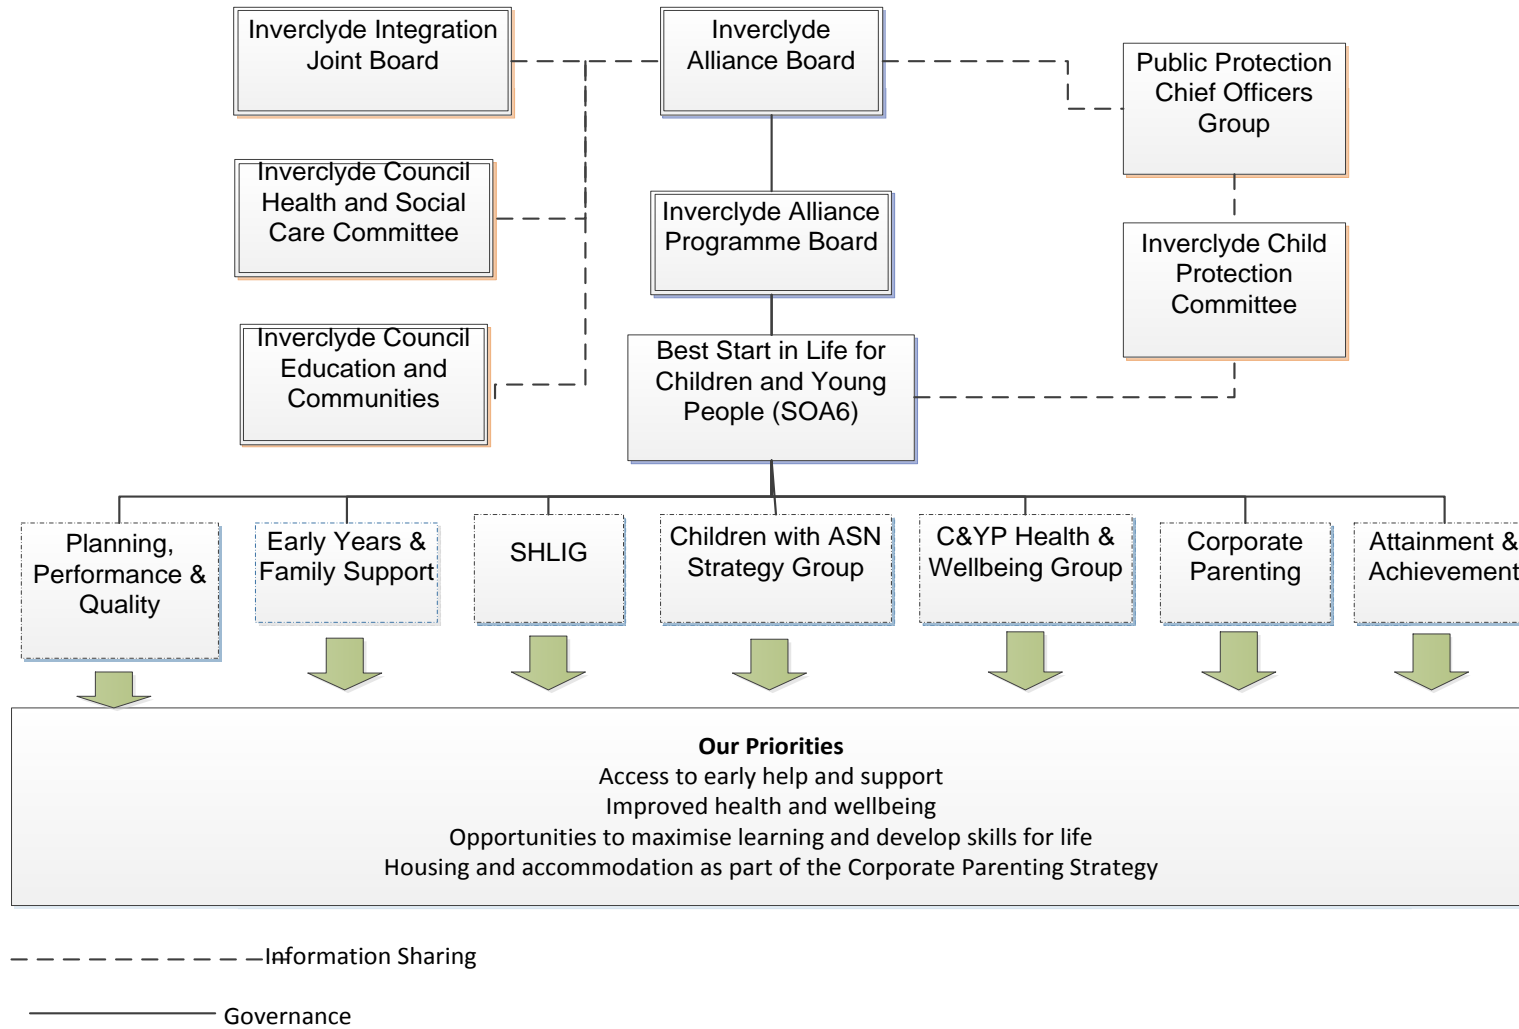 Inverclyde Integration
Joint Board
Inverclyde
Alliance Board
Public Protection
Chief Officers
Group
Inverclyde Council
Health and Social
Care Committee
Inverclyde Alliance
Programme Board
Inverclyde Child
Protection
Committee
Inverclyde Council
Education and
Communities
Best Start in Life for
Children and Young
People (SOA6)
Planning,
Performance &
Quality
Early Years &
Family Support
SHLIG
Children with ASN
Strategy Group
C&YP Health &
Wellbeing Group
Corporate
Parenting
Attainment &
Achievement
Our Priorities
Access to early help and support
Improved health and wellbeing
Opportunities to maximise learning and develop skills for life
Housing and accommodation as part of the Corporate Parenting Strategy
Information Sharing
Governance